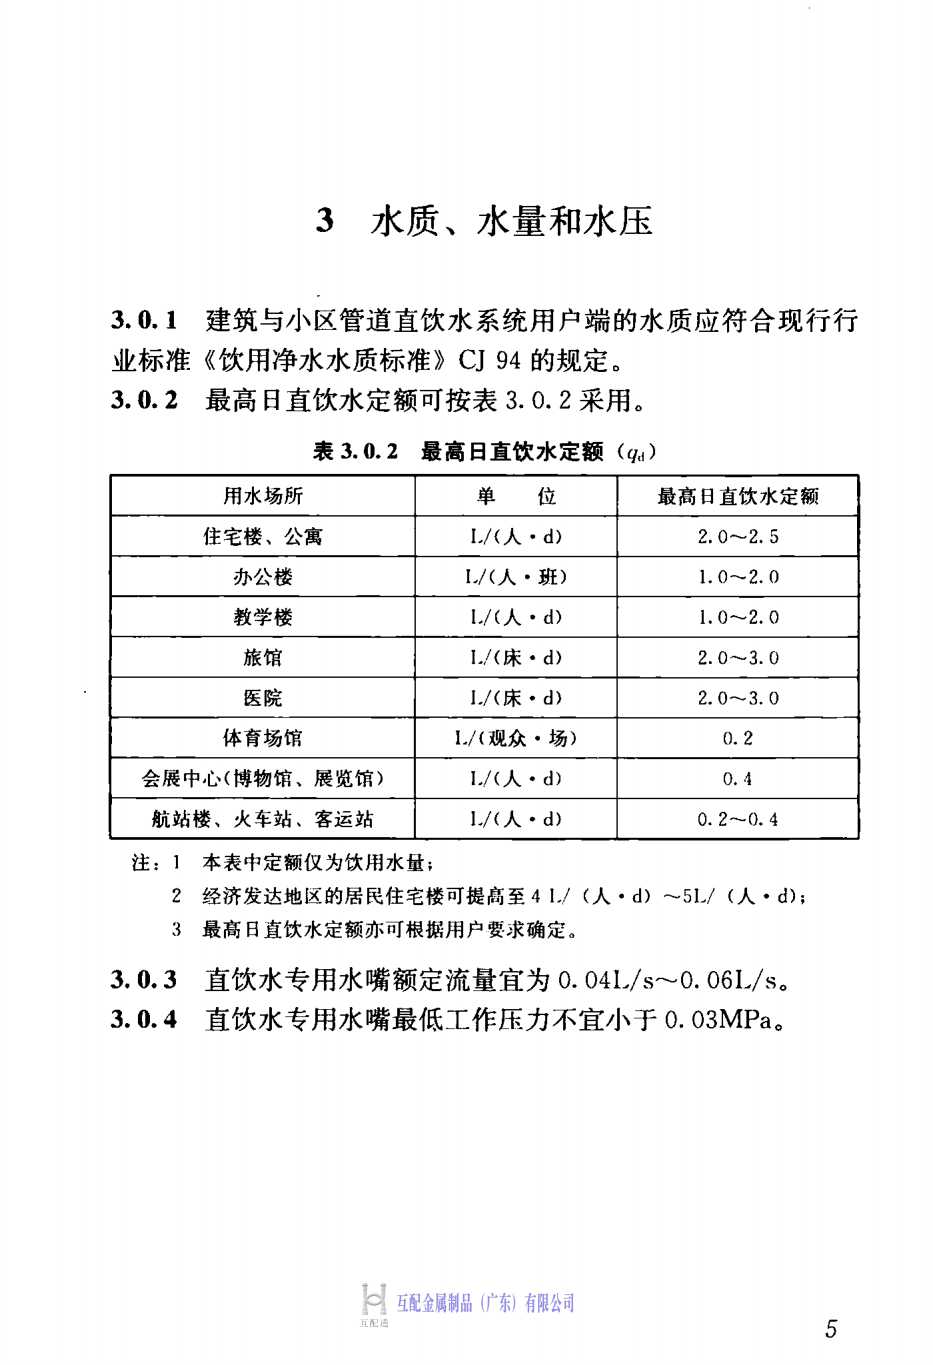 3 水质、水量和水压
3.0.1 建筑与小区管道直饮水系统用户端的水质应符合现行行
业标准《饮用净水水质标准》CJ 94 的规定。
3.0.2 最高日直饮水定额可按表 3.0.2 采用。
表 3.0.2 最高日直饮水定额（qd）
用水场所 单 位 最高日直饮水定额
住宅楼、公寓 L/(人・d) 2.0～2.5
办公楼 L/(人・班) 1.0～2.0
教学楼 L/(人・d) 1.0～2.0
旅馆 L/(床・d) 2.0～3.0
医院 L/(床・d) 2.0～3.0
体育场馆 L/(观众・场) 0.2
会展中心(博物馆、展览馆) L/(人・d) 0.4
航站楼、火车站、客运站 L/(人・d) 0.2～0.4
注：1 本表中定额仅为饮用水量；
2 经济发达地区的居民住宅楼可提高至 4 L/（人・d）～5L/（人・d）；
3 最高日直饮水定额亦可根据用户要求确定。
3.0.3 直饮水专用水嘴额定流量宜为 0.04L/s～0.06L/s。
3.0.4 直饮水专用水嘴最低工作压力不宜小于 0.03MPa。
互配金属制品（广东）有限公司
互配通
5